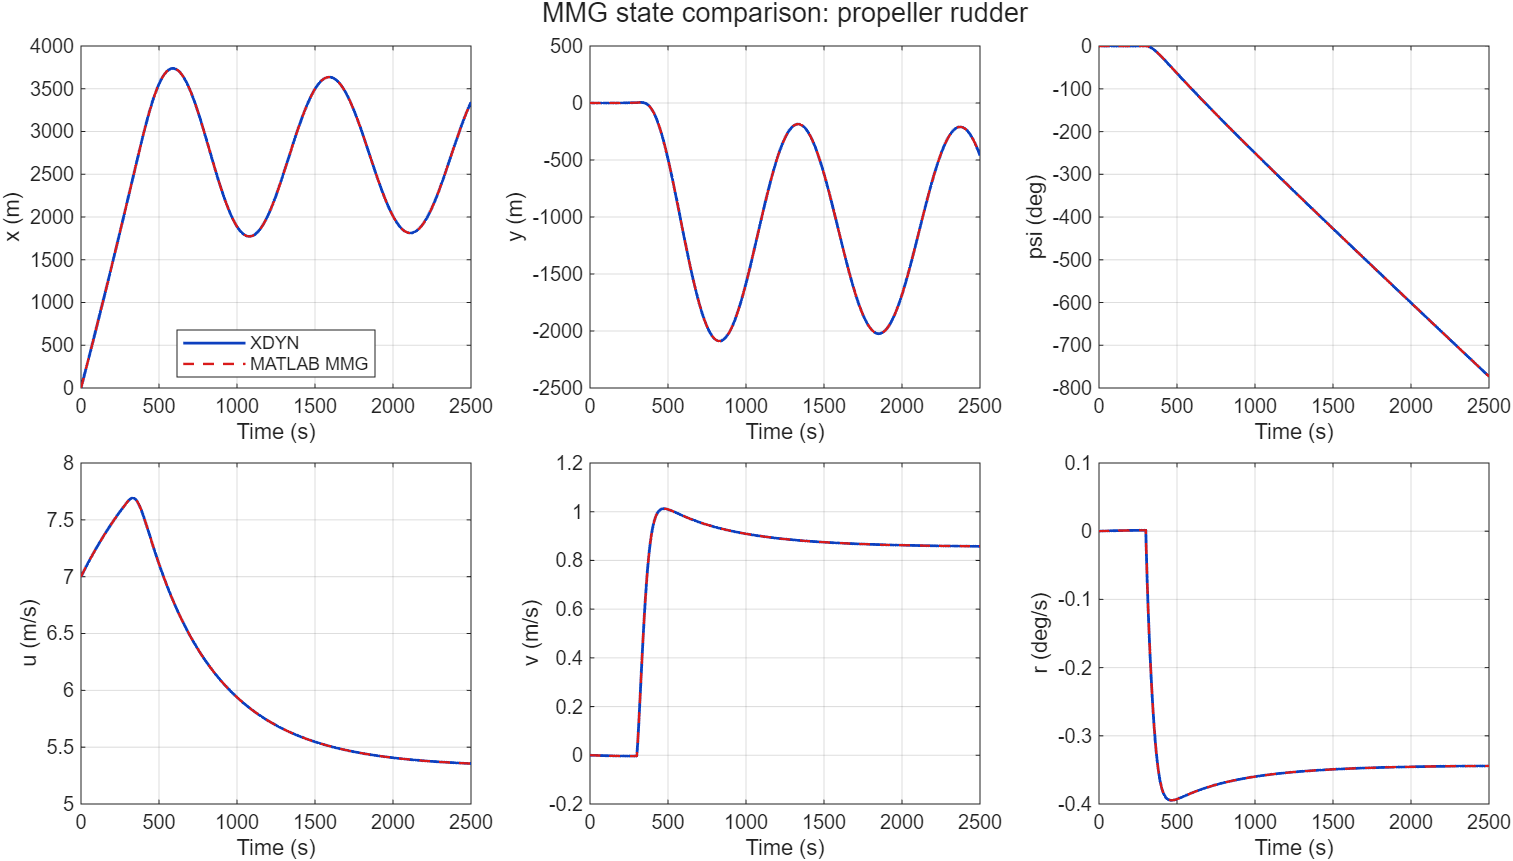 MMG state comparison: propeller rudder
4000
3500
3000
2500
2000
1500
1000
500
0
x (m)
XDYN
MATLAB MMG
0 500 1000 1500 2000 2500
Time (s)
500
0
-500
-1000
-1500
-2000
-2500
y (m)
0 500 1000 1500 2000 2500
Time (s)
0
-100
-200
-300
-400
-500
-600
-700
-800
psi (deg)
0 500 1000 1500 2000 2500
Time (s)
8
7.5
7
6.5
6
5.5
5
u (m/s)
0 500 1000 1500 2000 2500
Time (s)
1.2
1
0.8
0.6
0.4
0.2
0
-0.2
v (m/s)
0 500 1000 1500 2000 2500
Time (s)
0.1
0
-0.1
-0.2
-0.3
-0.4
r (deg/s)
0 500 1000 1500 2000 2500
Time (s)